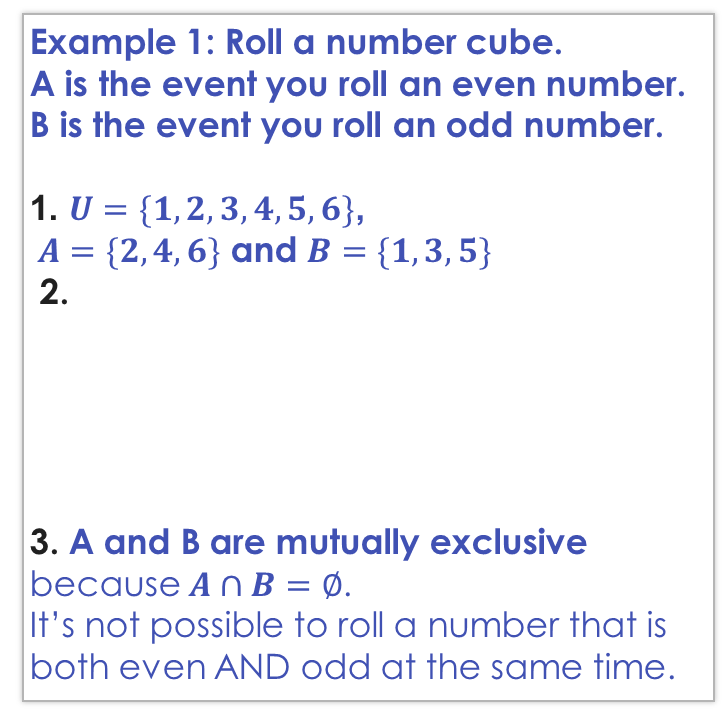 Example 1: Roll a number cube.
A is the event you roll an even number.
B is the event you roll an odd number.
1. U = {1, 2, 3, 4, 5, 6},
A = {2, 4, 6} and B = {1, 3, 5}
2.
3. A and B are mutually exclusive
because A ∩ B = ∅.
It’s not possible to roll a number that is
both even AND odd at the same time.